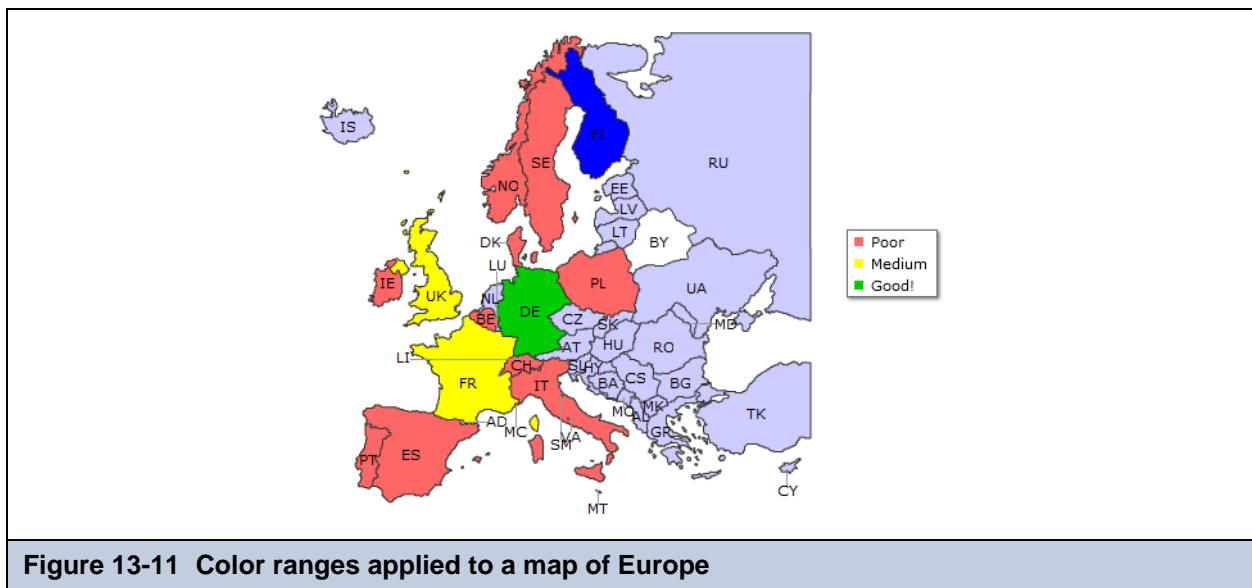 IS
FI
RU
SE
NO
EE
LV
LT
BY
DK
LU
PL
IE
UK
NL
DE
BE
UA
CZ
SK
MD
AT
HU
RO
LI
CH
SL
HY
FR
IT
BA
CS
BG
MO
AL
MK
TK
AD
MC
SM
VA
GR
PT
ES
CY
MT
Poor
Medium
Good!
Figure 13-11 Color ranges applied to a map of Europe